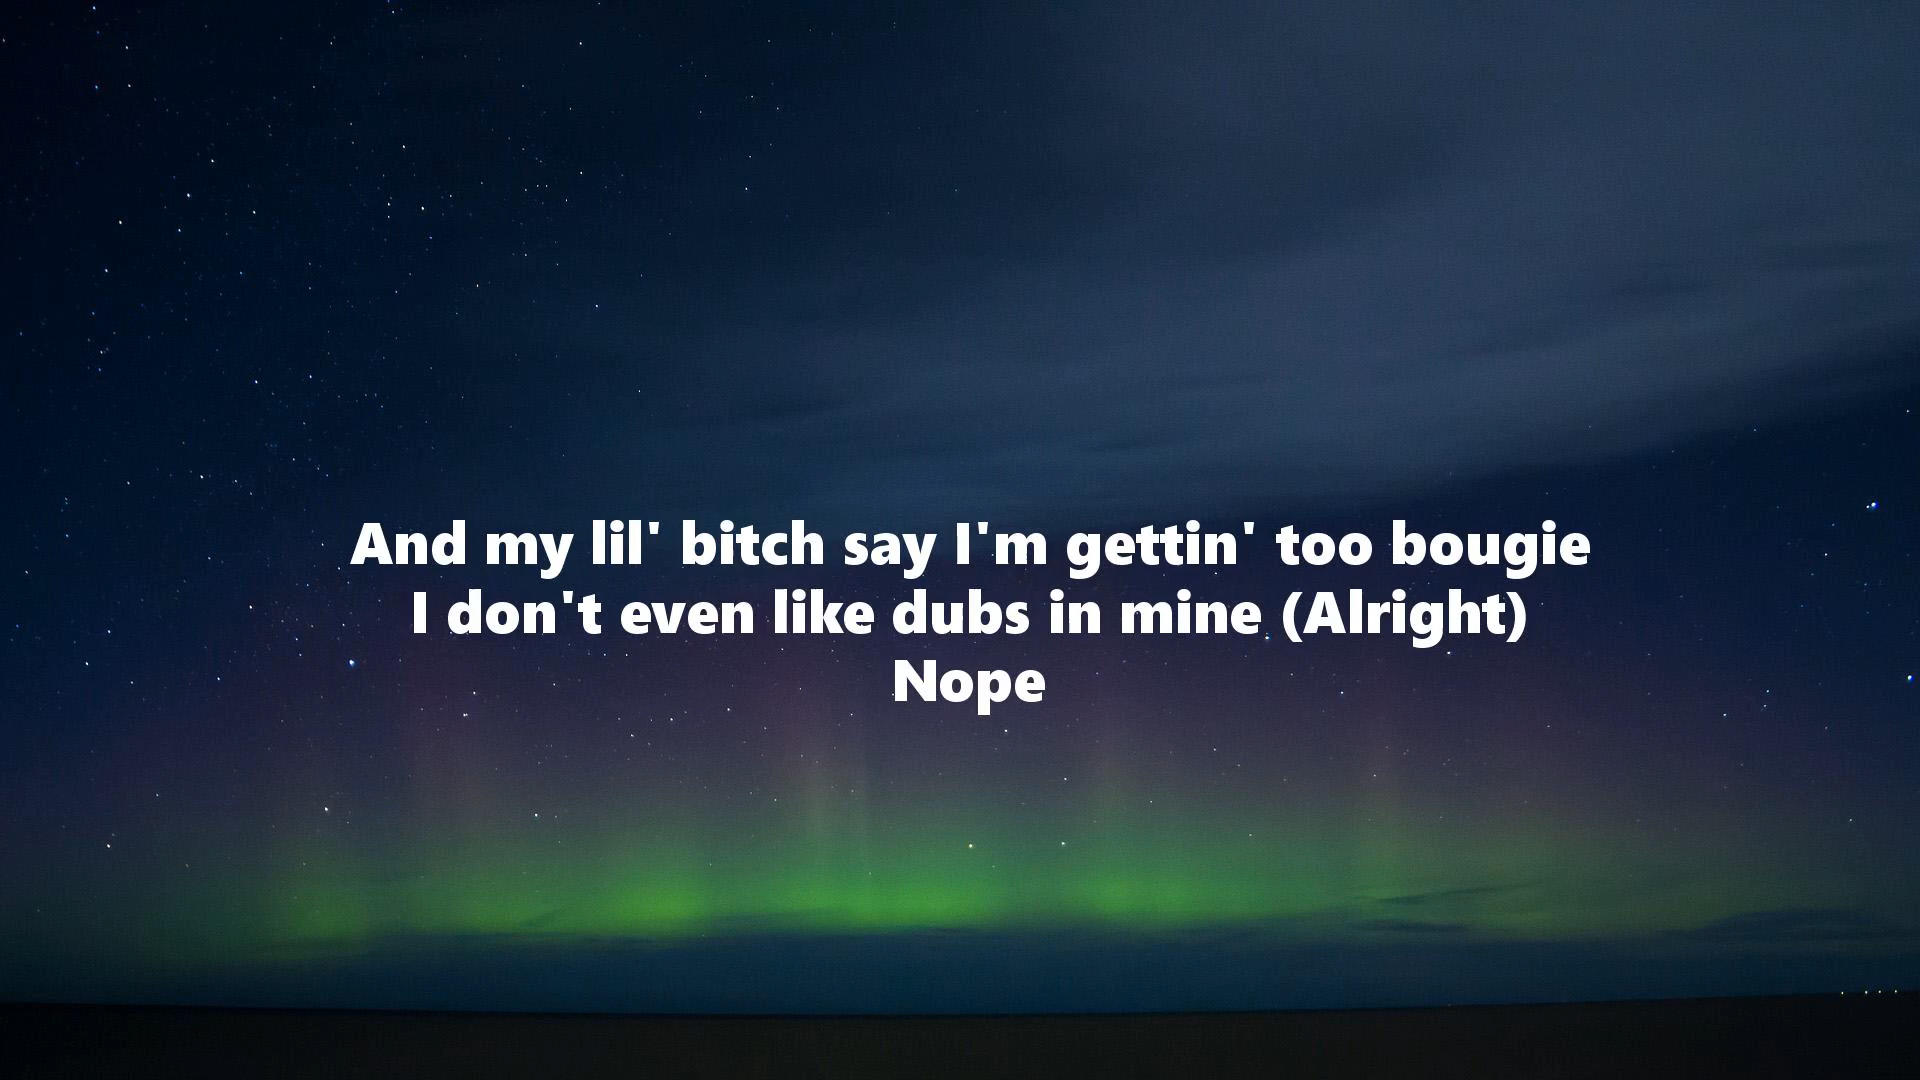 And my lil' bitch say I'm gettin' too bougie
I don't even like dubs in mine (Alright)
Nope